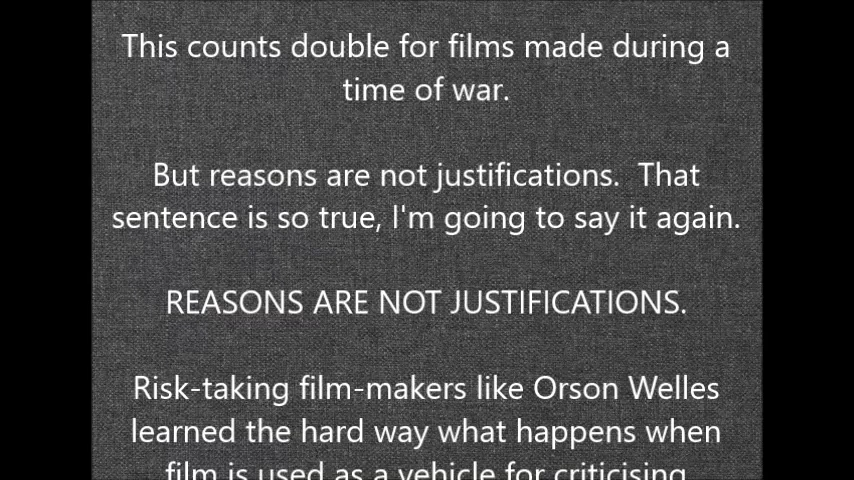 This counts double for films made during a
time of war.
But reasons are not justifications.  That
sentence is so true, I'm going to say it again.
REASONS ARE NOT JUSTIFICATIONS.
Risk-taking film-makers like Orson Welles
learned the hard way what happens when
film is used as a vehicle for criticising